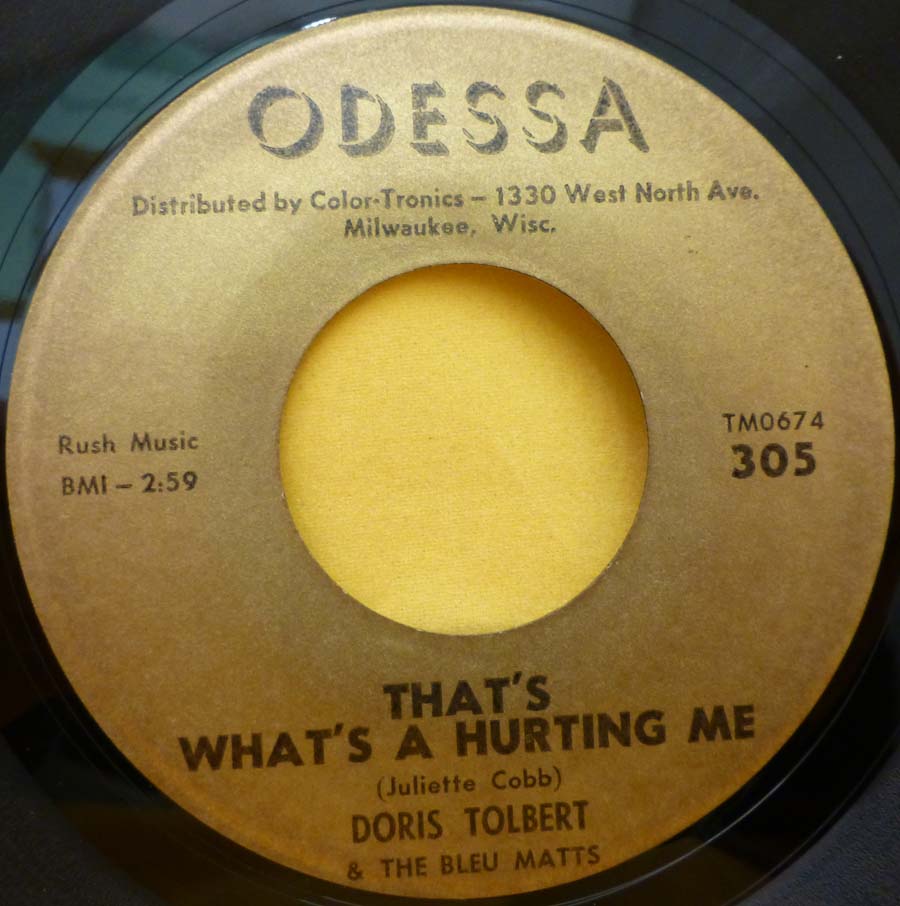 ODESSA
Distributed by Color-Tronics – 1330 West North Ave.
Milwaukee, Wisc.
Rush Music
BMI – 2:59
TM0674
305
THAT'S
WHAT'S A HURTING ME
(Juliette Cobb)
DORIS TOLBERT
& THE BLEU MATTS